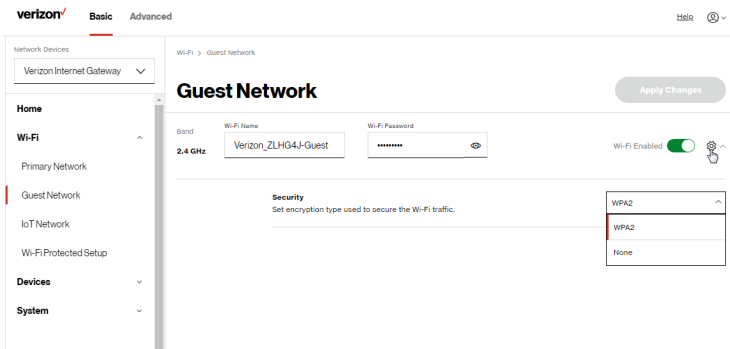 verizon✓ Basic Advanced Help
Network Devices
Verizon Internet Gateway
Home
Wi-Fi
Primary Network
Guest Network
IoT Network
Wi-Fi Protected Setup
Devices
System
Wi-Fi > Guest Network
Guest Network
Apply Changes
Band
2.4 GHz
Wi-Fi Name
Verizon_ZLHG4J-Guest
Wi-Fi Password
•••••••••
Wi-Fi Enabled
Security
Set encryption type used to secure the Wi-Fi traffic.
WPA2
WPA2
None